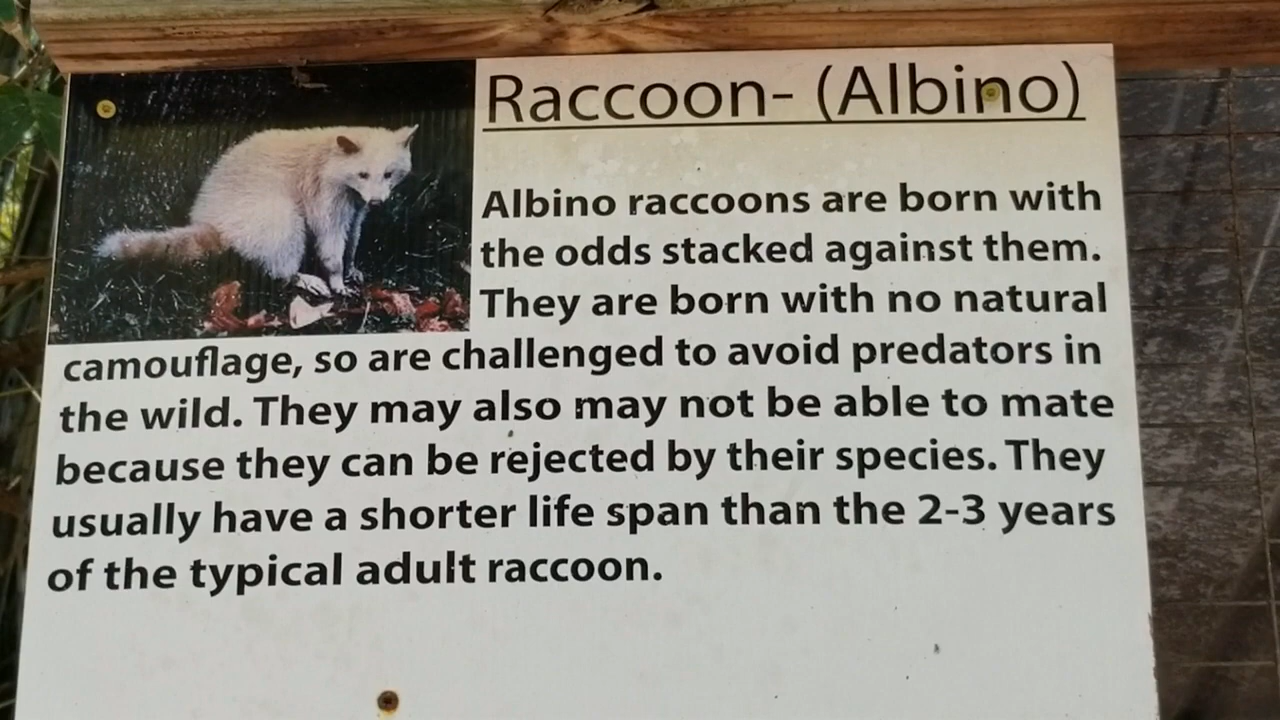 Raccoon- (Albino)
Albino raccoons are born with
the odds stacked against them.
They are born with no natural
camouflage, so are challenged to avoid predators in
the wild. They may also may not be able to mate
because they can be rejected by their species. They
usually have a shorter life span than the 2-3 years
of the typical adult raccoon.